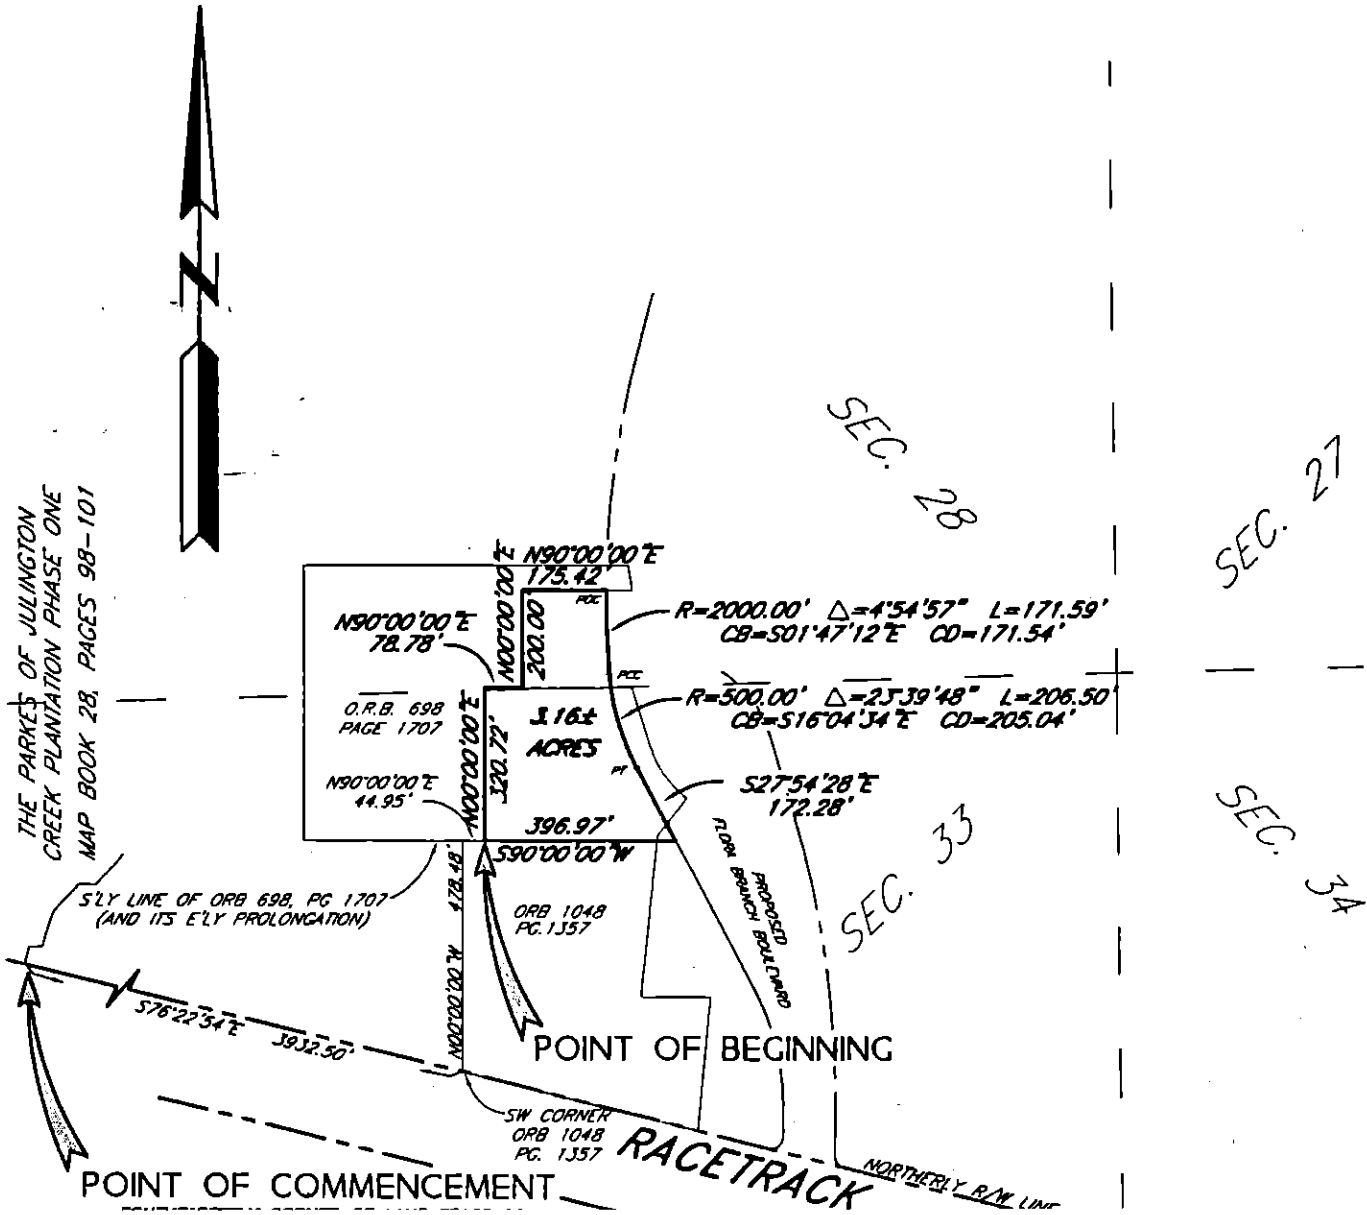 N
THE PARKES OF JULINGTON
CREEK PLANTATION PHASE ONE
MAP BOOK 28, PAGES 98-101
SEC. 28
SEC. 27
SEC. 33
SEC. 34
N00°00'00"E
200.00
N90°00'00"E
175.42'
POC
N90°00'00"E
78.78'
R=2000.00' Δ=4°54'57" L=171.59'
CB=S01°47'12"E CD=171.54'
PCC
R=500.00' Δ=23°39'48" L=206.50'
CB=S16°04'34"E CD=205.04'
O.R.B. 698
PAGE 1707
N00°00'00"E
320.72'
3.16±
ACRES
PT
S27°54'28"E
172.28'
N90°00'00"E
44.95'
396.97'
S90°00'00"W
S'LY LINE OF ORB 698, PG 1707
(AND ITS E'LY PROLONGATION)
N00°00'00"W 478.48'
ORB 1048
PG. 1357
PROPOSED
FLORA BRANCH BOULEVARD
S76°22'54"E 3932.50'
POINT OF BEGINNING
SW CORNER
ORB 1048
PG. 1357
RACETRACK
NORTHERLY R/W LINE
POINT OF COMMENCEMENT